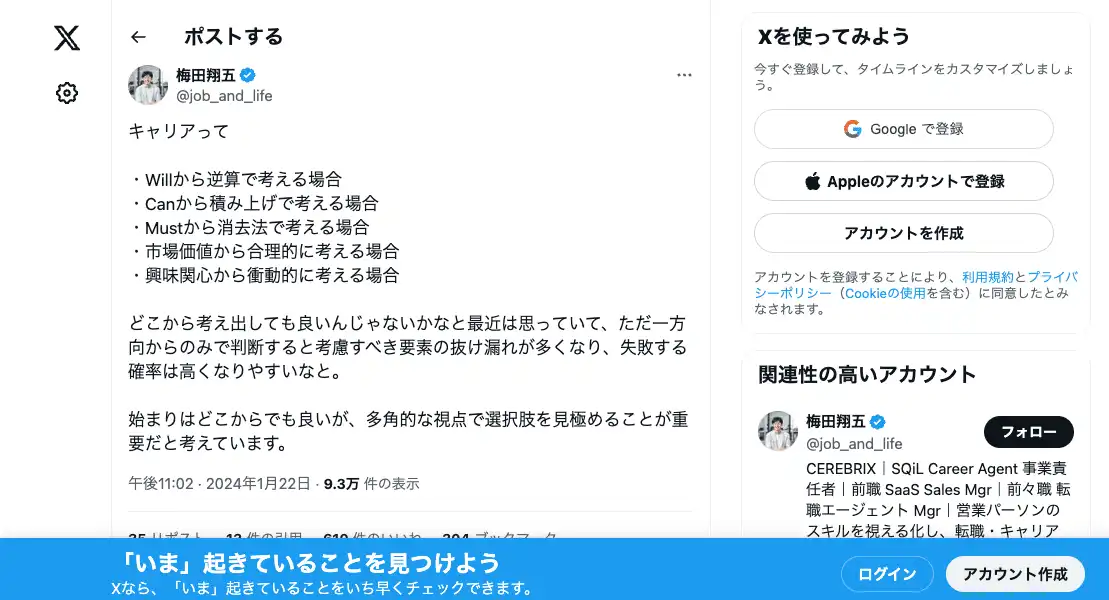 ポストする
梅田翔五
@job_and_life
キャリアって
・Willから逆算で考える場合
・Canから積み上げで考える場合
・Mustから消去法で考える場合
・市場価値から合理的に考える場合
・興味関心から衝動的に考える場合
どこから考え出しても良いんじゃないかなと最近は思っていて、ただ一方
向からのみで判断すると考慮すべき要素の抜け漏れが多くなり、失敗する
確率は高くなりやすいなと。
始まりはどこからでも良いが、多角的な視点で選択肢を見極めることが重
要だと考えています。
午後11:02 · 2024年1月22日 · 9.3万 件の表示
Xを使ってみよう
今すぐ登録して、タイムラインをカスタマイズしましょ
う。
Google で登録
Appleのアカウントで登録
アカウントを作成
アカウントを登録することにより、利用規約とプライバ
シーポリシー（Cookieの使用を含む）に同意したとみ
なされます。
関連性の高いアカウント
梅田翔五
@job_and_life
フォロー
CEREBRIX｜SQiL Career Agent 事業責
任者｜前職 SaaS Sales Mgr｜前々職 転
職エージェント Mgr｜営業パーソンの
スキルを視える化し、転職・キャリア
「いま」起きていることを見つけよう
Xなら、「いま」起きていることをいち早くチェックできます。
ログイン
アカウント作成